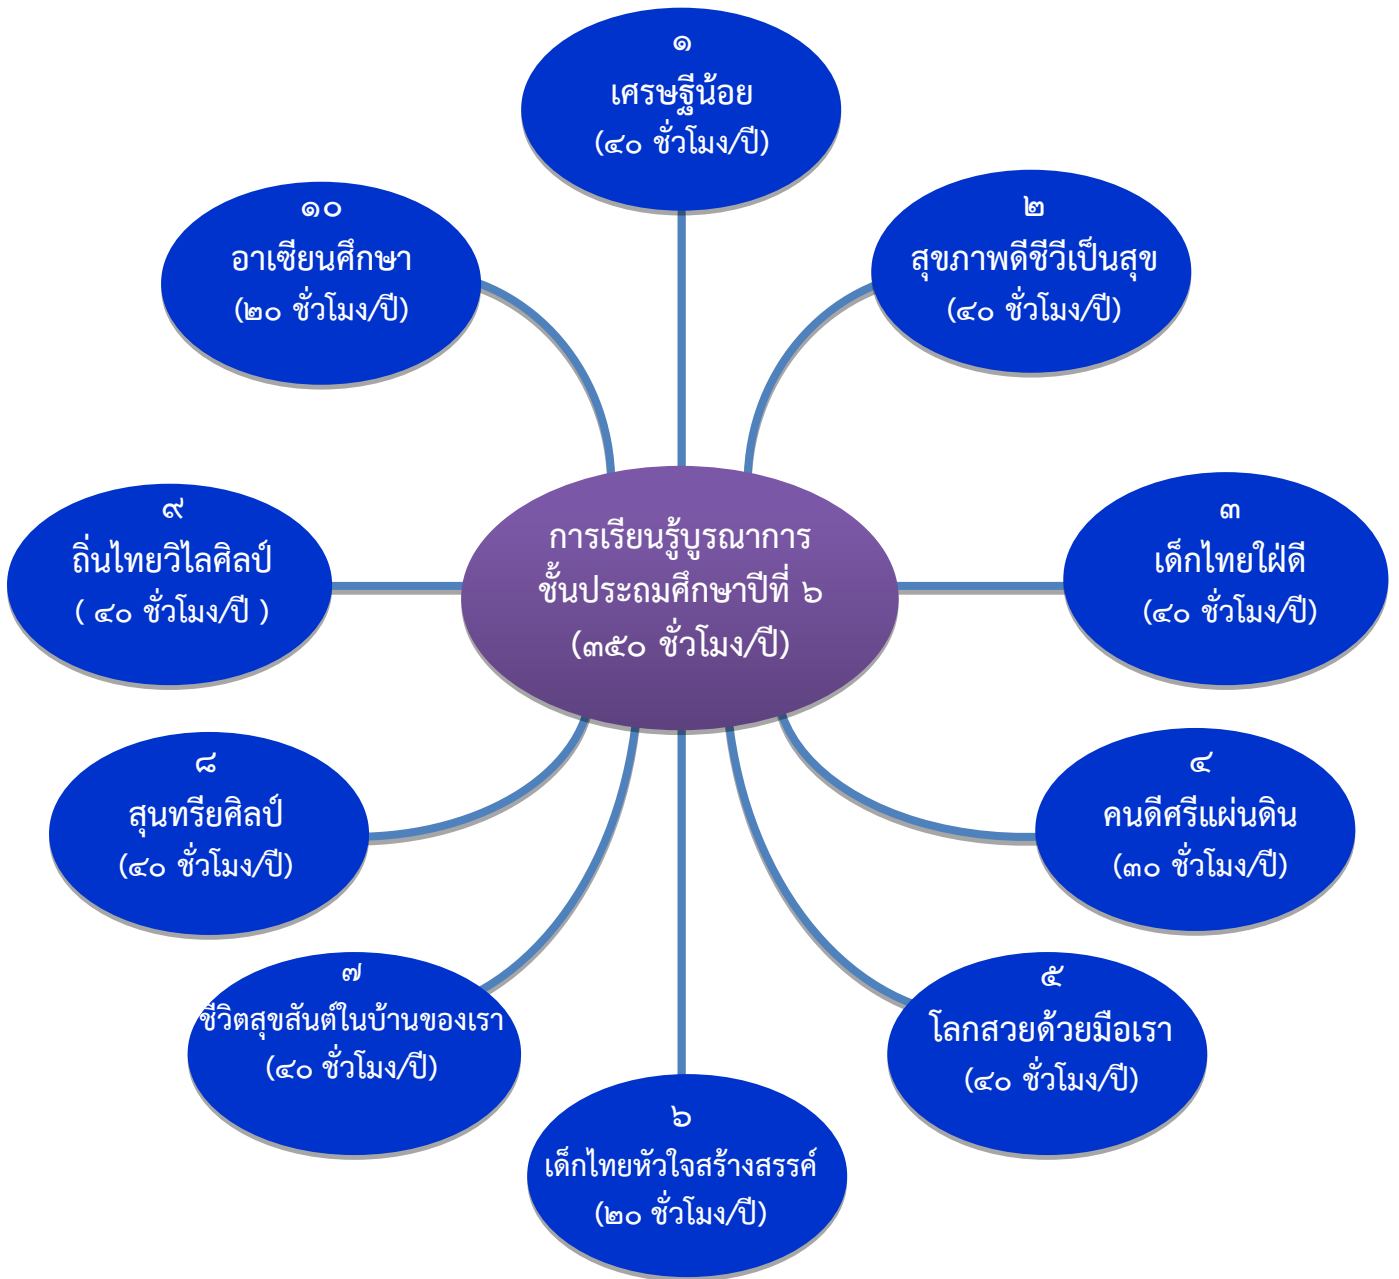 ๑
เศรษฐีน้อย
(๔๐ ชั่วโมง/ปี)
๒
สุขภาพดีชีวีเป็นสุข
(๔๐ ชั่วโมง/ปี)
๓
เด็กไทยใฝ่ดี
(๔๐ ชั่วโมง/ปี)
๔
คนดีศรีแผ่นดิน
(๓๐ ชั่วโมง/ปี)
๕
โลกสวยด้วยมือเรา
(๔๐ ชั่วโมง/ปี)
๖
เด็กไทยหัวใจสร้างสรรค์
(๒๐ ชั่วโมง/ปี)
๗
ชีวิตสุขสันต์ในบ้านของเรา
(๔๐ ชั่วโมง/ปี)
๘
สุนทรียศิลป์
(๔๐ ชั่วโมง/ปี)
๙
ถิ่นไทยวิไลศิลป์
( ๔๐ ชั่วโมง/ปี )
๑๐
อาเซียนศึกษา
(๒๐ ชั่วโมง/ปี)
การเรียนรู้บูรณาการ
ชั้นประถมศึกษาปีที่ ๖
(๓๕๐ ชั่วโมง/ปี)